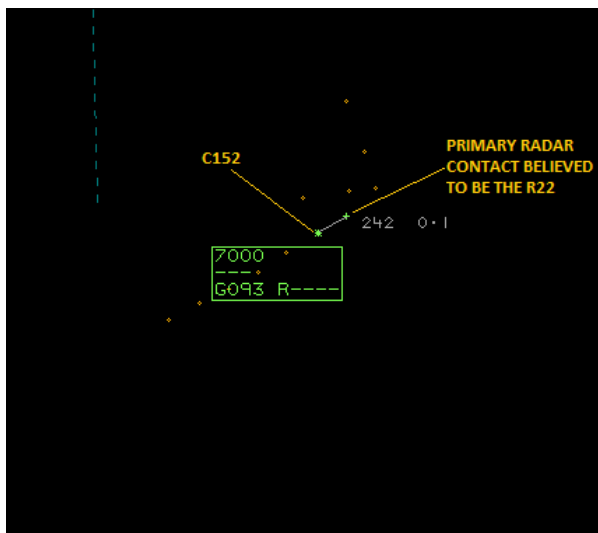 C152
PRIMARY RADAR
CONTACT BELIEVED
TO BE THE R22
242 0·1
7000
---
G093 R----